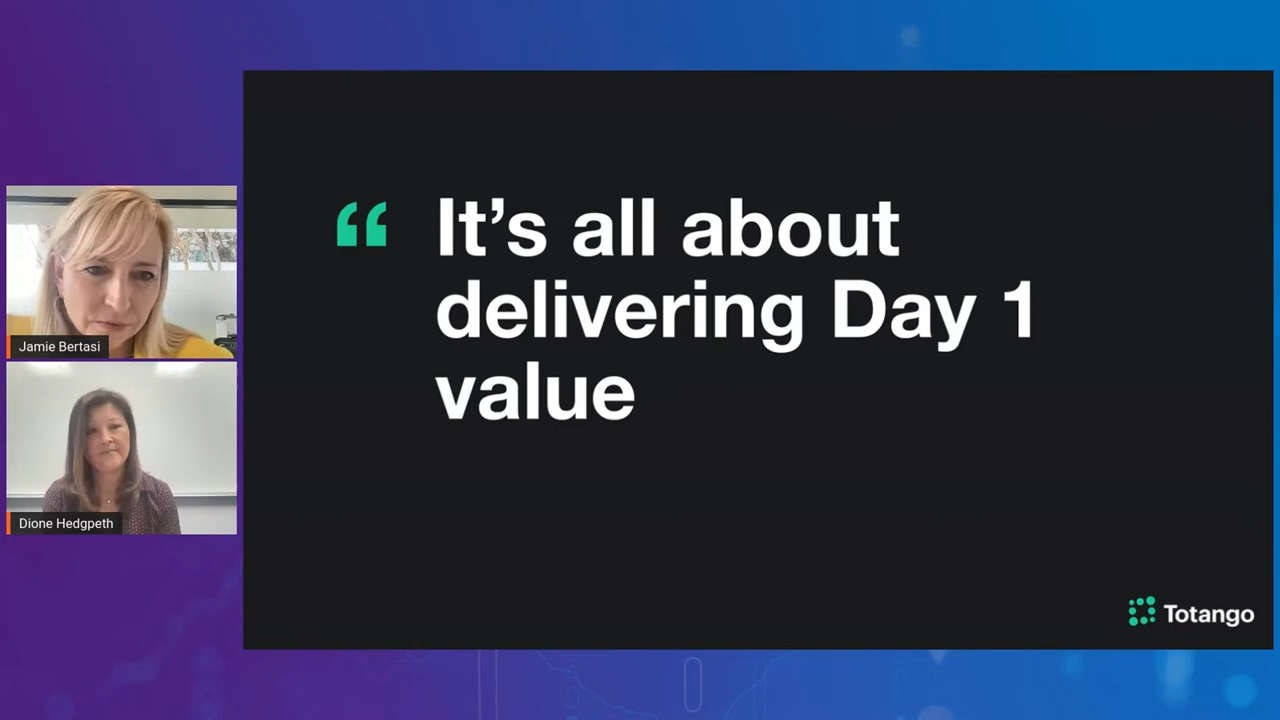 Jamie Bertasi
Dione Hedgpeth
“ It’s all about
delivering Day 1
value
Totango